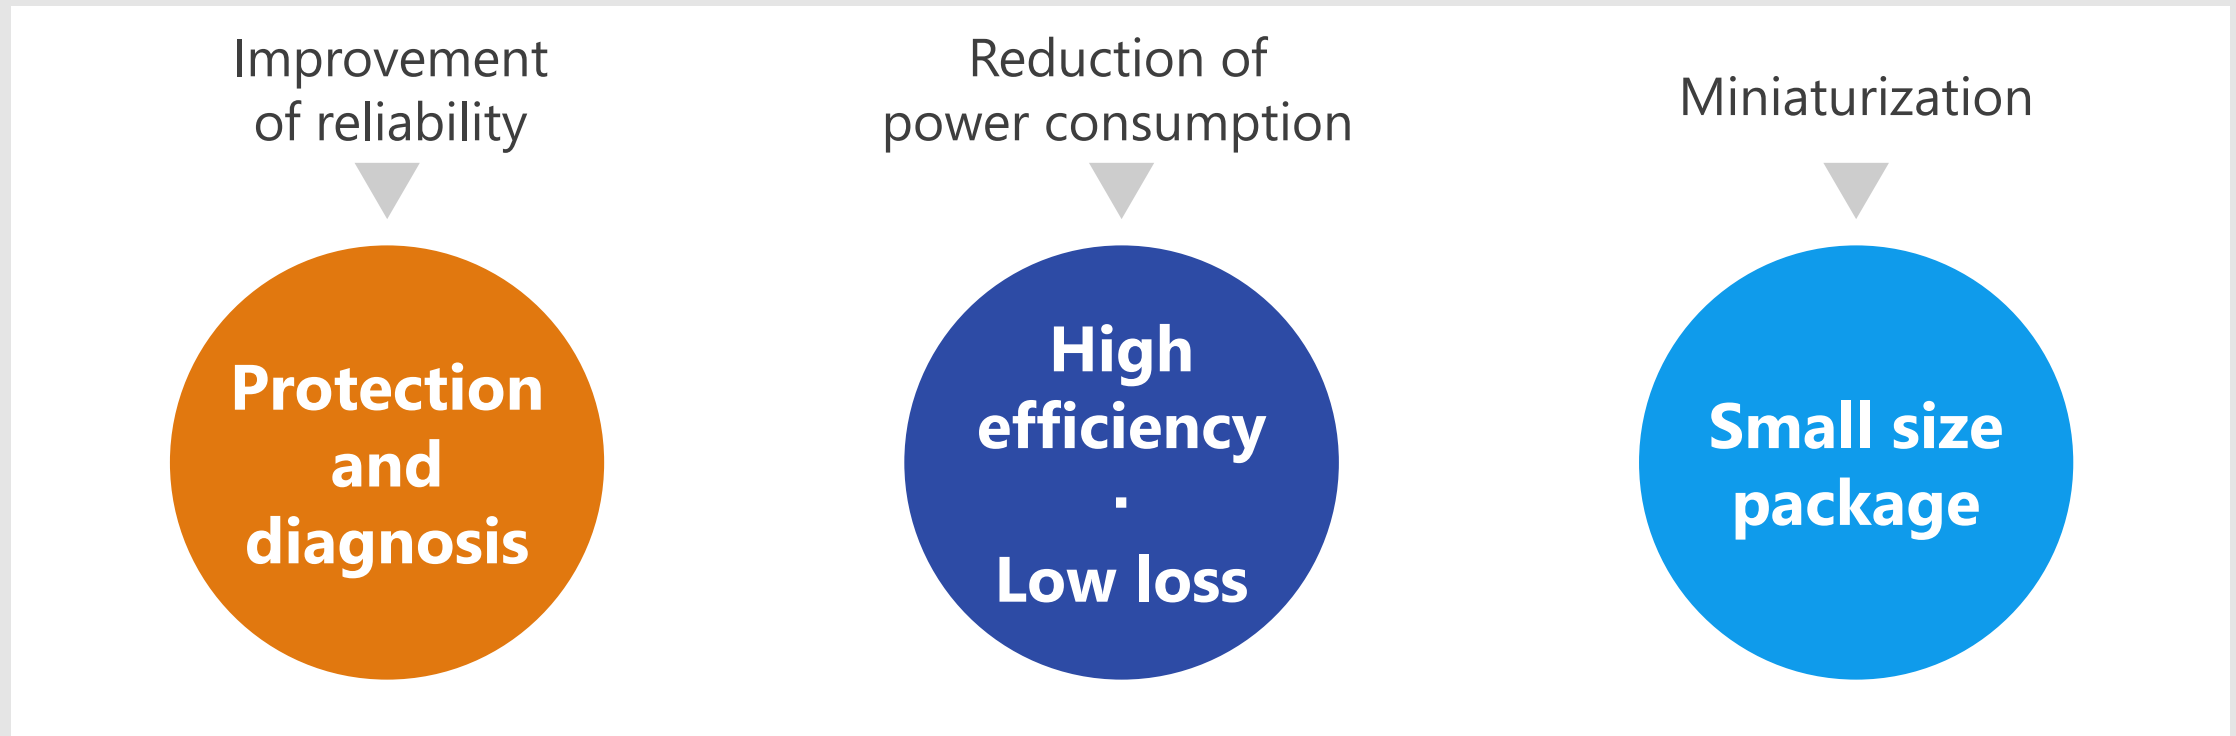 Improvement
of reliability
Reduction of
power consumption
Miniaturization
Protection
and
diagnosis
High
efficiency
·
Low loss
Small size
package